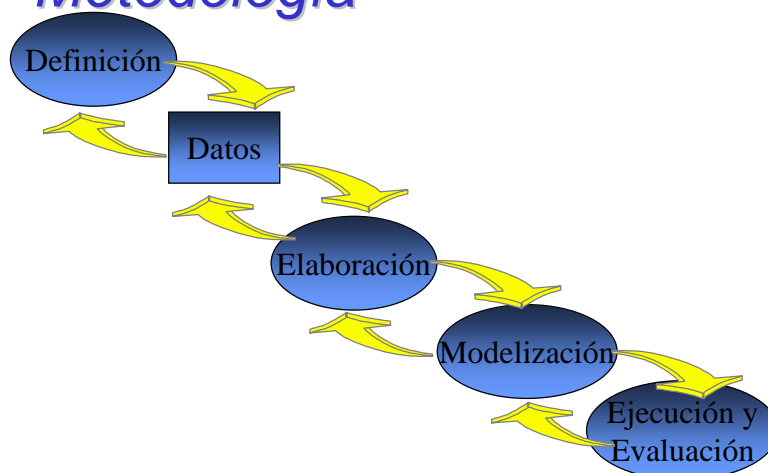 Metodología
Definición
Datos
Elaboración
Modelización
Ejecución y
Evaluación